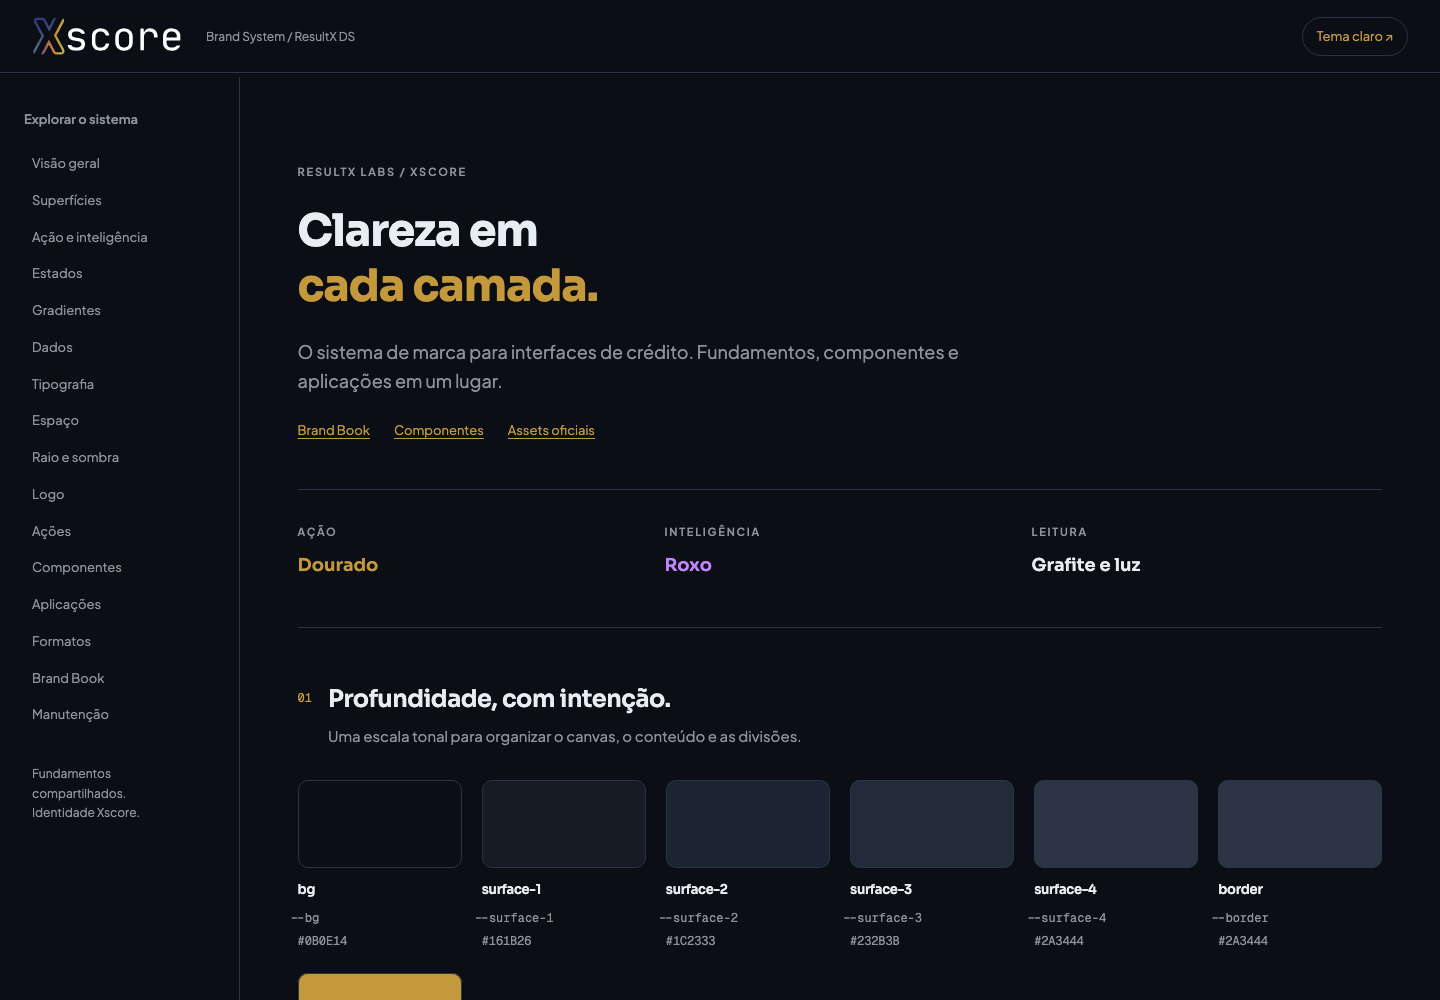 Xscore
Brand System / ResultX DS
Tema claro ↗
Explorar o sistema
Visão geral
Superfícies
Ação e inteligência
Estados
Gradientes
Dados
Tipografia
Espaço
Raio e sombra
Logo
Ações
Componentes
Aplicações
Formatos
Brand Book
Manutenção
Fundamentos
compartilhados.
Identidade Xscore.
RESULTX LABS / XSCORE
Clareza em
cada camada.
O sistema de marca para interfaces de crédito. Fundamentos, componentes e
aplicações em um lugar.
Brand Book Componentes Assets oficiais
AÇÃO INTELIGÊNCIA LEITURA
Dourado Roxo Grafite e luz
01 Profundidade, com intenção.
Uma escala tonal para organizar o canvas, o conteúdo e as divisões.
bg surface-1 surface-2 surface-3 surface-4 border
--bg --surface-1 --surface-2 --surface-3 --surface-4 --border
#0B0E14 #161B26 #1C2333 #232B3B #2A3444 #2A3444